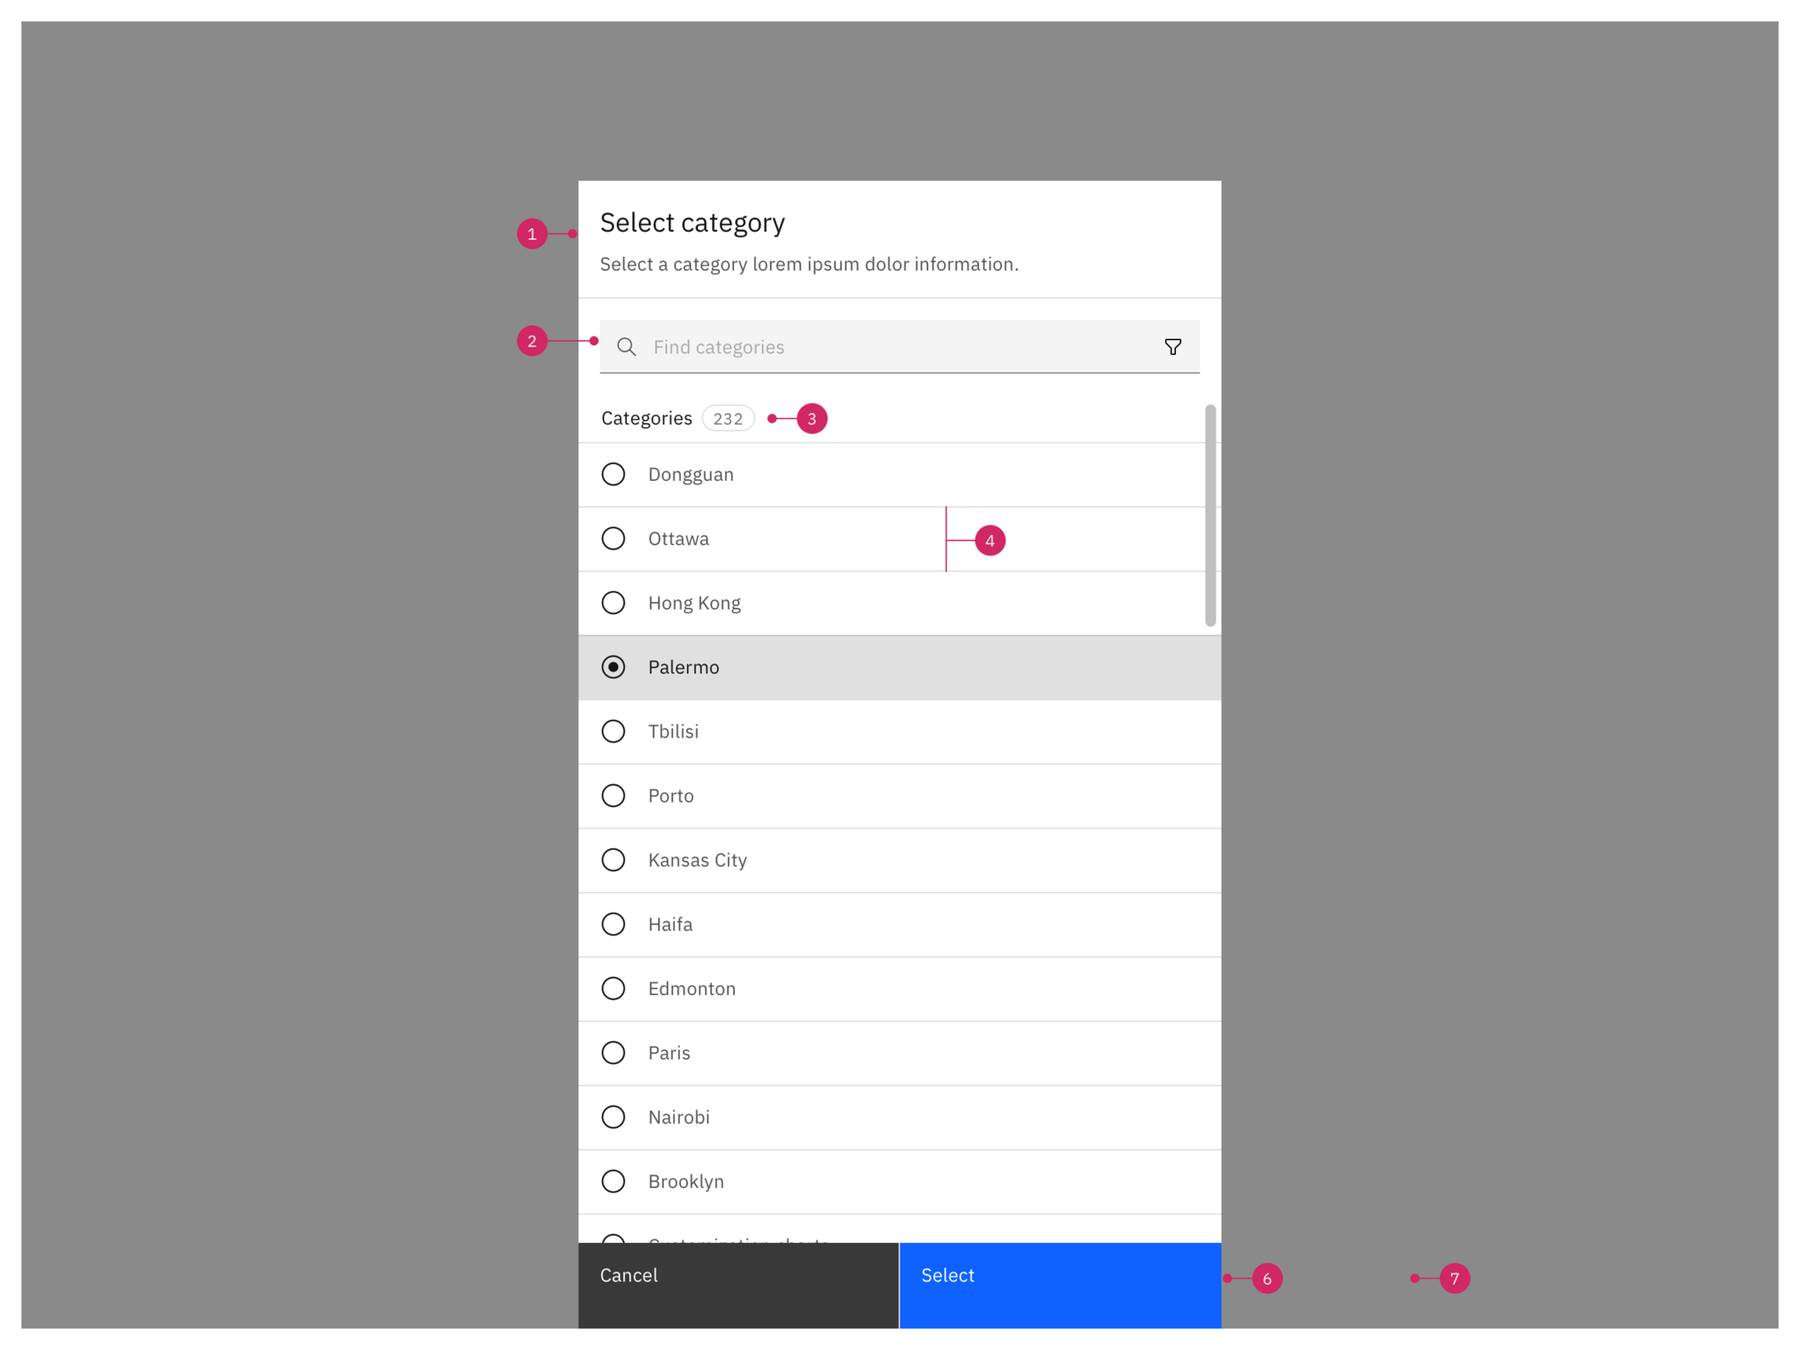 Select category
1
Select a category lorem ipsum dolor information.
2
Find categories
Categories 232
3
Dongguan
Ottawa
4
Hong Kong
Palermo
Tbilisi
Porto
Kansas City
Haifa
Edmonton
Paris
Nairobi
Brooklyn
Cancel
Select
6
7